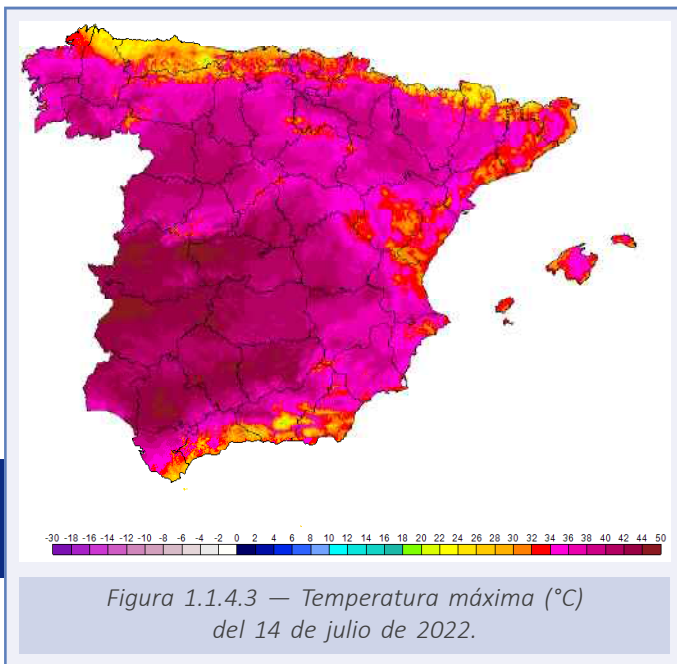 -30 -18 -16 -14 -12 -10 -8 -6 -4 -2 0 2 4 6 8 10 12 14 16 18 20 22 24 26 28 30 32 34 36 38 40 42 44 50
Figura 1.1.4.3 — Temperatura máxima (°C)
del 14 de julio de 2022.